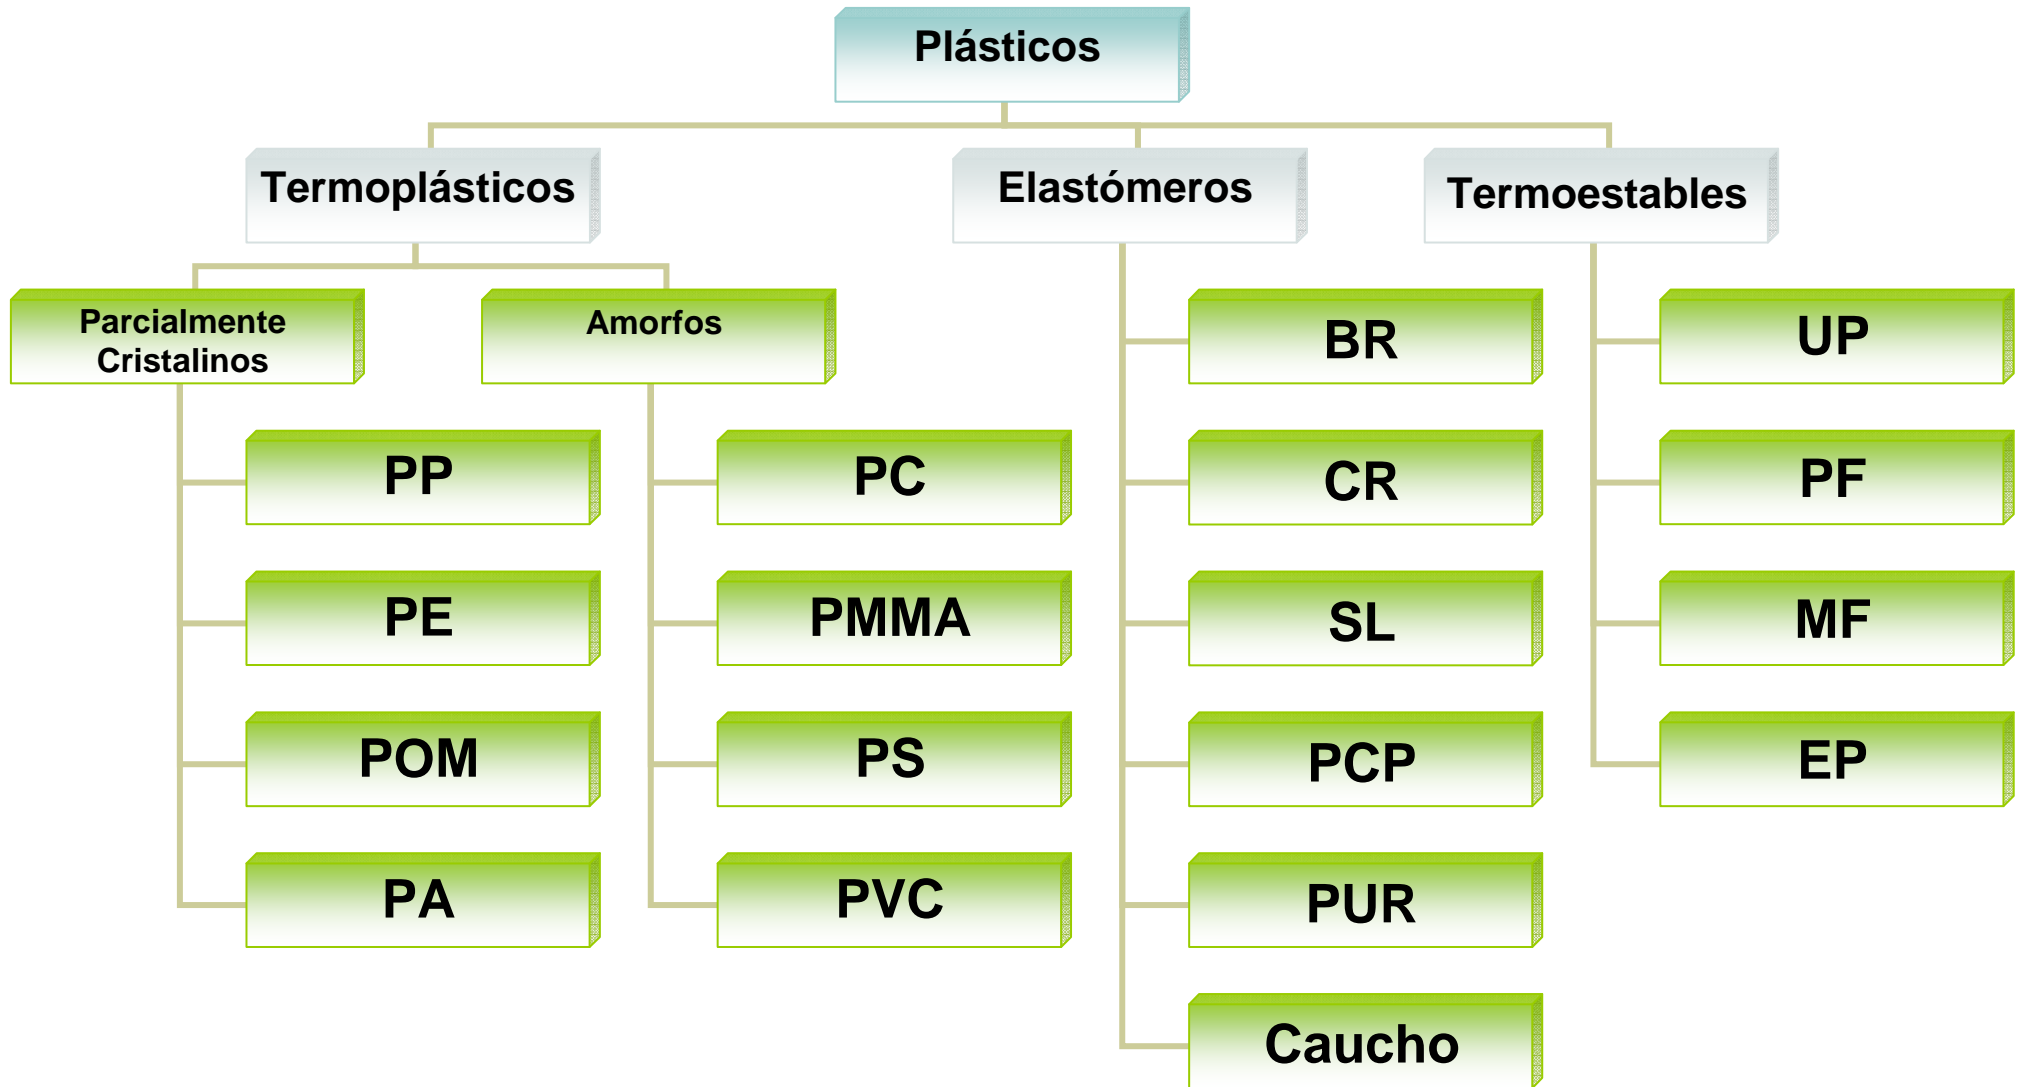 Plásticos
Termoplásticos
Elastómeros
Termoestables
Parcialmente
Cristalinos
Amorfos
PP
PE
POM
PA
PC
PMMA
PS
PVC
BR
CR
SL
PCP
PUR
Caucho
UP
PF
MF
EP